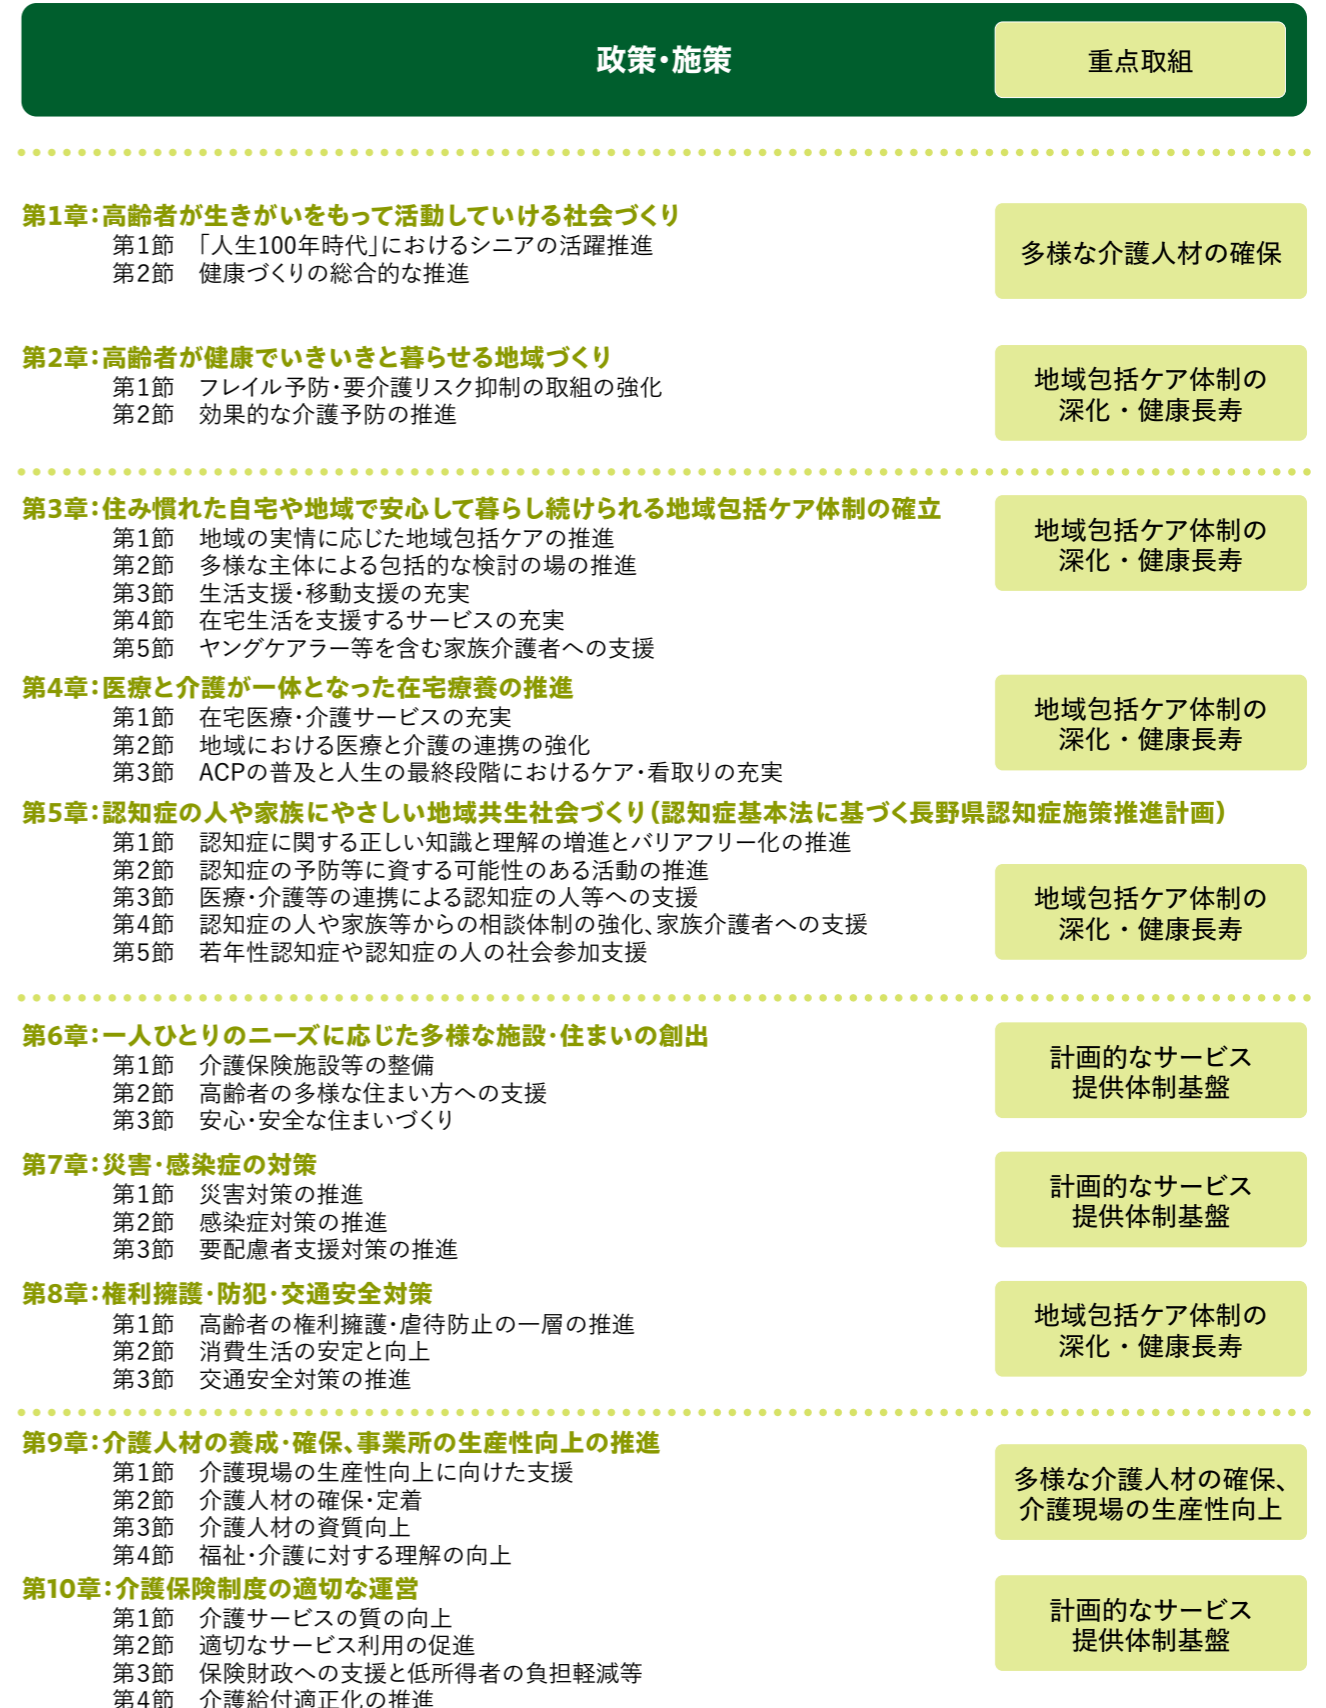 政策・施策
重点取組
第1章：高齢者が生きがいをもって活動していける社会づくり
第1節　「人生100年時代」におけるシニアの活躍推進
第2節　健康づくりの総合的な推進
多様な介護人材の確保
第2章：高齢者が健康でいきいきと暮らせる地域づくり
第1節　フレイル予防・要介護リスク抑制の取組の強化
第2節　効果的な介護予防の推進
地域包括ケア体制の
深化・健康長寿
第3章：住み慣れた自宅や地域で安心して暮らし続けられる地域包括ケア体制の確立
第1節　地域の実情に応じた地域包括ケアの推進
第2節　多様な主体による包括的な検討の場の推進
第3節　生活支援・移動支援の充実
第4節　在宅生活を支援するサービスの充実
第5節　ヤングケアラー等を含む家族介護者への支援
地域包括ケア体制の
深化・健康長寿
第4章：医療と介護が一体となった在宅療養の推進
第1節　在宅医療・介護サービスの充実
第2節　地域における医療と介護の連携の強化
第3節　ACPの普及と人生の最終段階におけるケア・看取りの充実
地域包括ケア体制の
深化・健康長寿
第5章：認知症の人や家族にやさしい地域共生社会づくり（認知症基本法に基づく長野県認知症施策推進計画）
第1節　認知症に関する正しい知識と理解の増進とバリアフリー化の推進
第2節　認知症の予防等に資する可能性のある活動の推進
第3節　医療・介護等の連携による認知症の人等への支援
第4節　認知症の人や家族等からの相談体制の強化、家族介護者への支援
第5節　若年性認知症や認知症の人の社会参加支援
地域包括ケア体制の
深化・健康長寿
第6章：一人ひとりのニーズに応じた多様な施設・住まいの創出
第1節　介護保険施設等の整備
第2節　高齢者の多様な住まい方への支援
第3節　安心・安全な住まいづくり
計画的なサービス
提供体制基盤
第7章：災害・感染症の対策
第1節　災害対策の推進
第2節　感染症対策の推進
第3節　要配慮者支援対策の推進
計画的なサービス
提供体制基盤
第8章：権利擁護・防犯・交通安全対策
第1節　高齢者の権利擁護・虐待防止の一層の推進
第2節　消費生活の安定と向上
第3節　交通安全対策の推進
地域包括ケア体制の
深化・健康長寿
第9章：介護人材の養成・確保、事業所の生産性向上の推進
第1節　介護現場の生産性向上に向けた支援
第2節　介護人材の確保・定着
第3節　介護人材の資質向上
第4節　福祉・介護に対する理解の向上
多様な介護人材の確保、
介護現場の生産性向上
第10章：介護保険制度の適切な運営
第1節　介護サービスの質の向上
第2節　適切なサービス利用の促進
第3節　保険財政への支援と低所得者の負担軽減等
第4節　介護給付適正化の推進
計画的なサービス
提供体制基盤